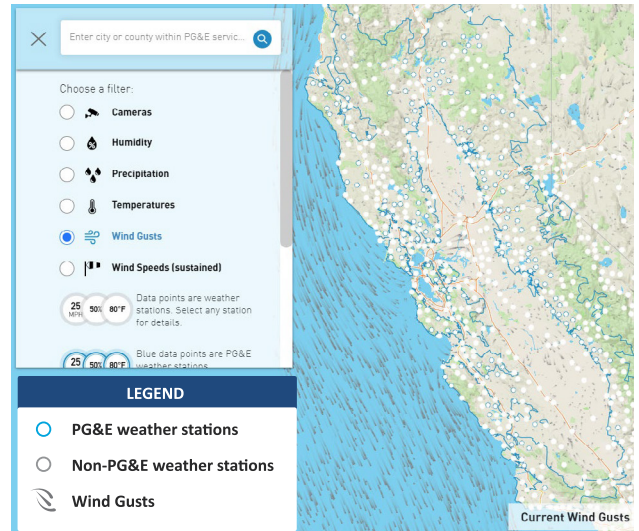 Enter city or county within PG&E servic...
Choose a filter:
Cameras
Humidity
Precipitation
Temperatures
Wind Gusts
Wind Speeds (sustained)
25 MPH 50% 80°F
Data points are weather
stations. Select any station
for details.
25 50% 80°F
Blue data points are PG&E
weather stations
LEGEND
PG&E weather stations
Non-PG&E weather stations
Wind Gusts
Current Wind Gusts